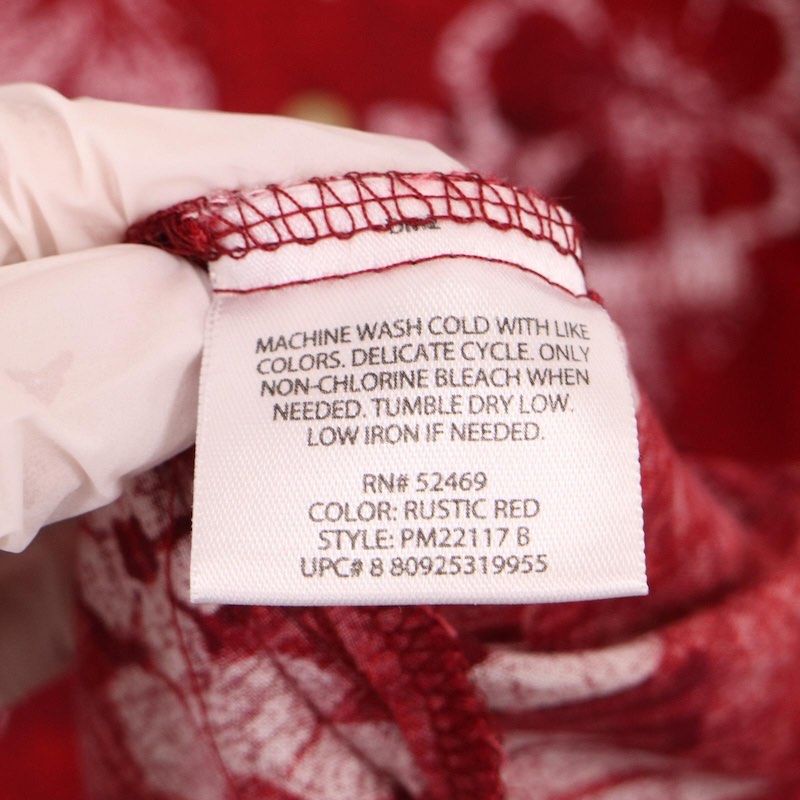 MACHINE WASH COLD WITH LIKE
COLORS. DELICATE CYCLE. ONLY
NON-CHLORINE BLEACH WHEN
NEEDED. TUMBLE DRY LOW.
LOW IRON IF NEEDED.
RN# 52469
COLOR: RUSTIC RED
STYLE: PM22117 B
UPC# 8 80925319955